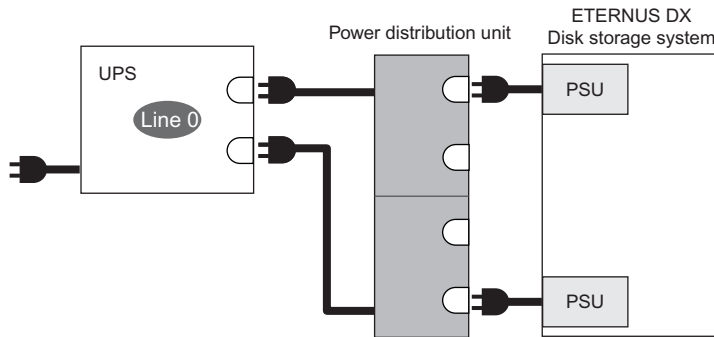 ETERNUS DX
Power distribution unit
Disk storage system
UPS
PSU
Line 0
PSU